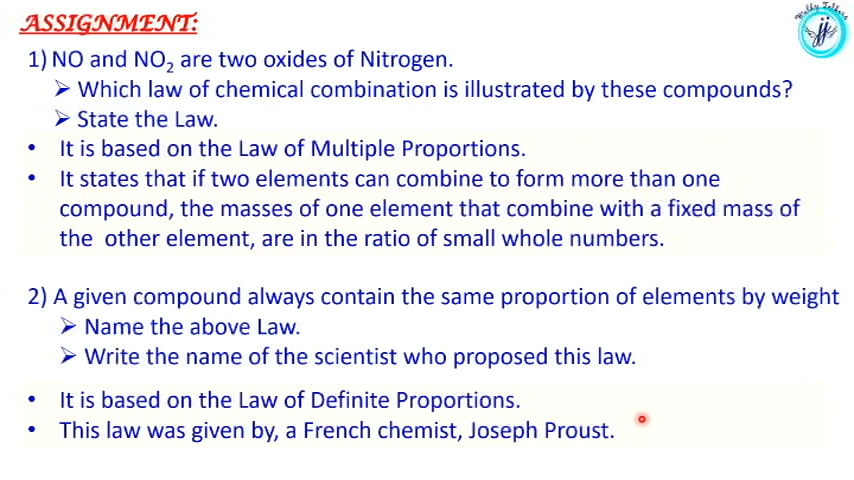 ASSIGNMENT:
1) NO and NO₂ are two oxides of Nitrogen.
➢ Which law of chemical combination is illustrated by these compounds?
➢ State the Law.
• It is based on the Law of Multiple Proportions.
• It states that if two elements can combine to form more than one
compound, the masses of one element that combine with a fixed mass of
the other element, are in the ratio of small whole numbers.
2) A given compound always contain the same proportion of elements by weight
➢ Name the above Law.
➢ Write the name of the scientist who proposed this law.
• It is based on the Law of Definite Proportions.
• This law was given by, a French chemist, Joseph Proust.